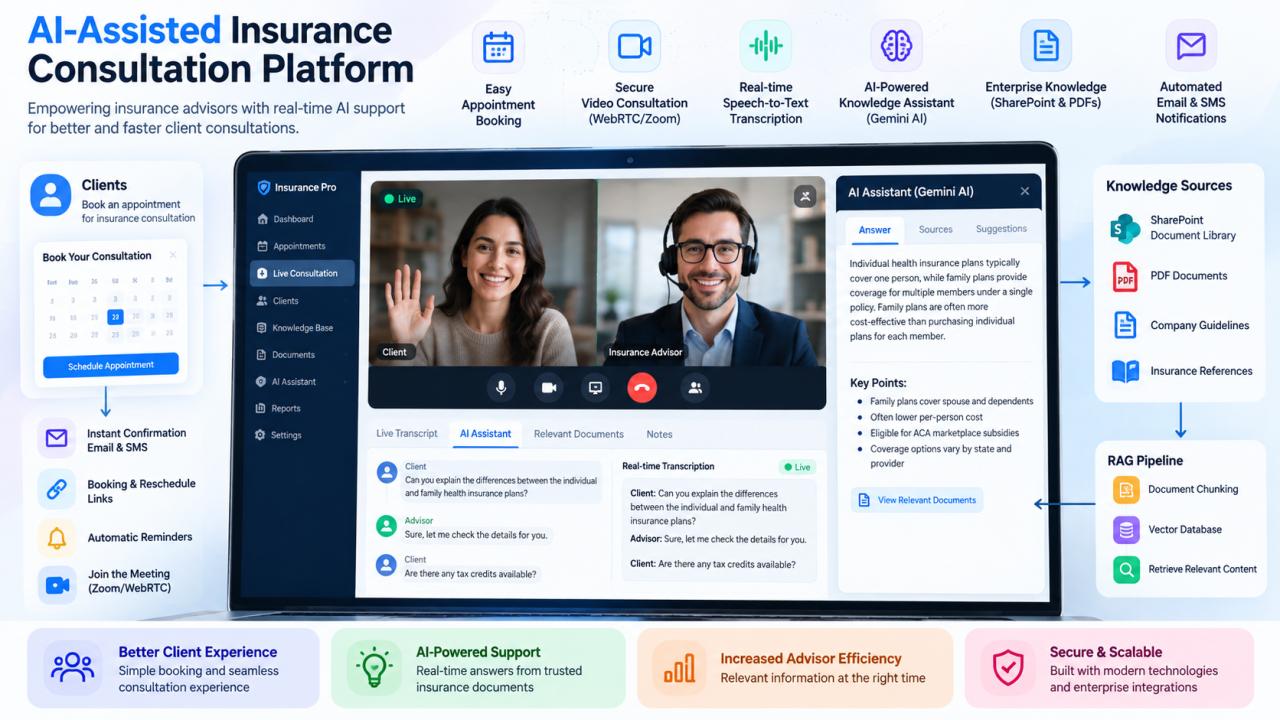 AI-Assisted Insurance
Consultation Platform
Empowering insurance advisors with real-time AI support
for better and faster client consultations.
Easy
Appointment
Booking
Secure
Video Consultation
(WebRTC/Zoom)
Real-time
Speech-to-Text
Transcription
AI-Powered
Knowledge Assistant
(Gemini AI)
Enterprise Knowledge
(SharePoint & PDFs)
Automated
Email & SMS
Notifications
Clients
Book an appointment
for insurance consultation
Book Your Consultation
Schedule Appointment
Instant Confirmation
Email & SMS
Booking & Reschedule
Links
Automatic Reminders
Join the Meeting
(Zoom/WebRTC)
Insurance Pro
Dashboard
Appointments
Live Consultation
Clients
Knowledge Base
Documents
AI Assistant
Reports
Settings
Live
Client
Insurance Advisor
Live Transcript
AI Assistant
Relevant Documents
Notes
Client
Can you explain the differences between the individual
and family health insurance plans?
Advisor
Sure, let me check the details for you.
Client
Are there any tax credits available?
Real-time Transcription
Live
Client: Can you explain the differences
between the individual and family health
insurance plans?
Advisor: Sure, let me check the details for you.
Client: Are there any tax credits available?
AI Assistant (Gemini AI)
Answer
Sources
Suggestions
Individual health insurance plans typically
cover one person, while family plans provide
coverage for multiple members under a single
policy. Family plans are often more
cost-effective than purchasing individual
plans for each member.
Key Points:
Family plans cover spouse and dependents
Often lower per-person cost
Eligible for ACA marketplace subsidies
Coverage options vary by state and
provider
View Relevant Documents
Knowledge Sources
S
SharePoint
Document Library
PDF
PDF Documents
Company Guidelines
Insurance References
RAG Pipeline
Document Chunking
Vector Database
Retrieve Relevant Content
Better Client Experience
Simple booking and seamless
consultation experience
AI-Powered Support
Real-time answers from trusted
insurance documents
Increased Advisor Efficiency
Relevant information at the right time
Secure & Scalable
Built with modern technologies
and enterprise integrations